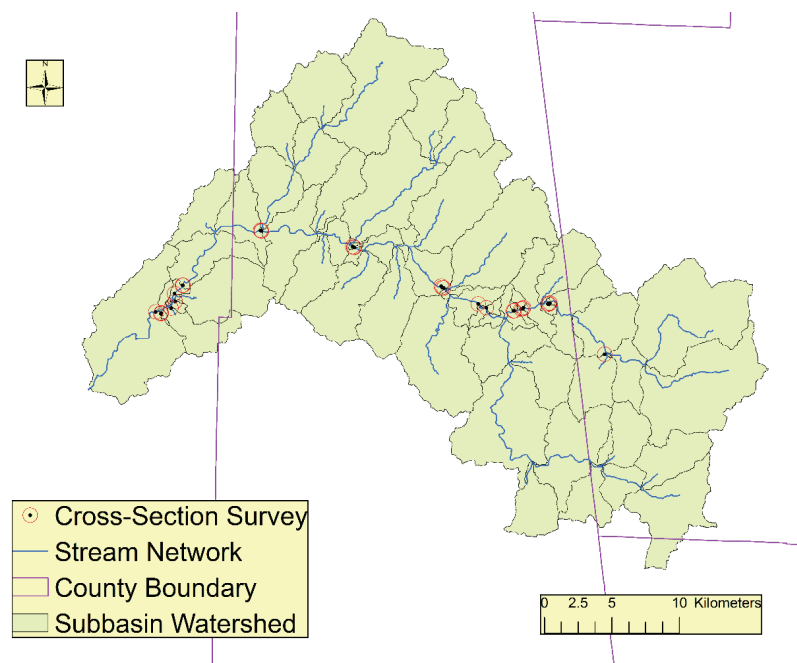 N
Cross-Section Survey
Stream Network
County Boundary
Subbasin Watershed
0 2.5 5 10 Kilometers